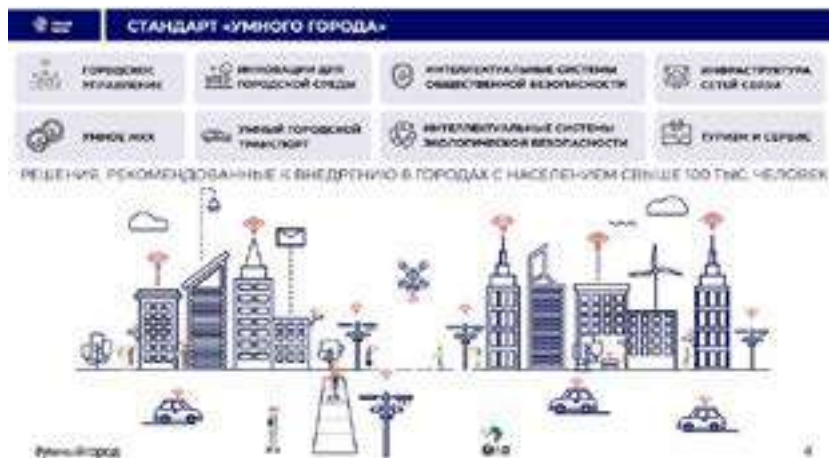 СТАНДАРТ «УМНОГО ГОРОДА»
ГОРОДСКОЕ
УПРАВЛЕНИЕ
ИННОВАЦИИ ДЛЯ
ГОРОДСКОЙ СРЕДЫ
ИНТЕЛЛЕКТУАЛЬНЫЕ СИСТЕМЫ
ОБЩЕСТВЕННОЙ БЕЗОПАСНОСТИ
ИНФРАСТРУКТУРА
СЕТЕЙ СВЯЗИ
УМНОЕ ЖКХ
УМНЫЙ ГОРОДСКОЙ
ТРАНСПОРТ
ИНТЕЛЛЕКТУАЛЬНЫЕ СИСТЕМЫ
ЭКОЛОГИЧЕСКОЙ БЕЗОПАСНОСТИ
ТУРИЗМ И СЕРВИС
РЕШЕНИЯ, РЕКОМЕНДОВАННЫЕ К ВНЕДРЕНИЮ В ГОРОДАХ С НАСЕЛЕНИЕМ СВЫШЕ 100 ТЫС. ЧЕЛОВЕК
#умныйгород